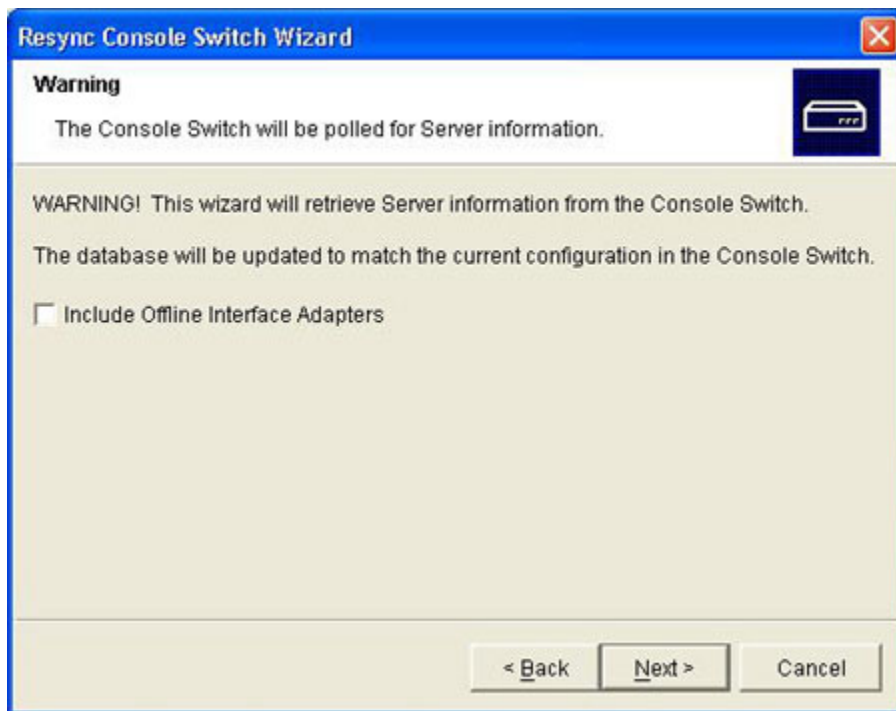 Resync Console Switch Wizard
Warning
The Console Switch will be polled for Server information.
WARNING! This wizard will retrieve Server information from the Console Switch.
The database will be updated to match the current configuration in the Console Switch.
Include Offline Interface Adapters
< Back
Next >
Cancel